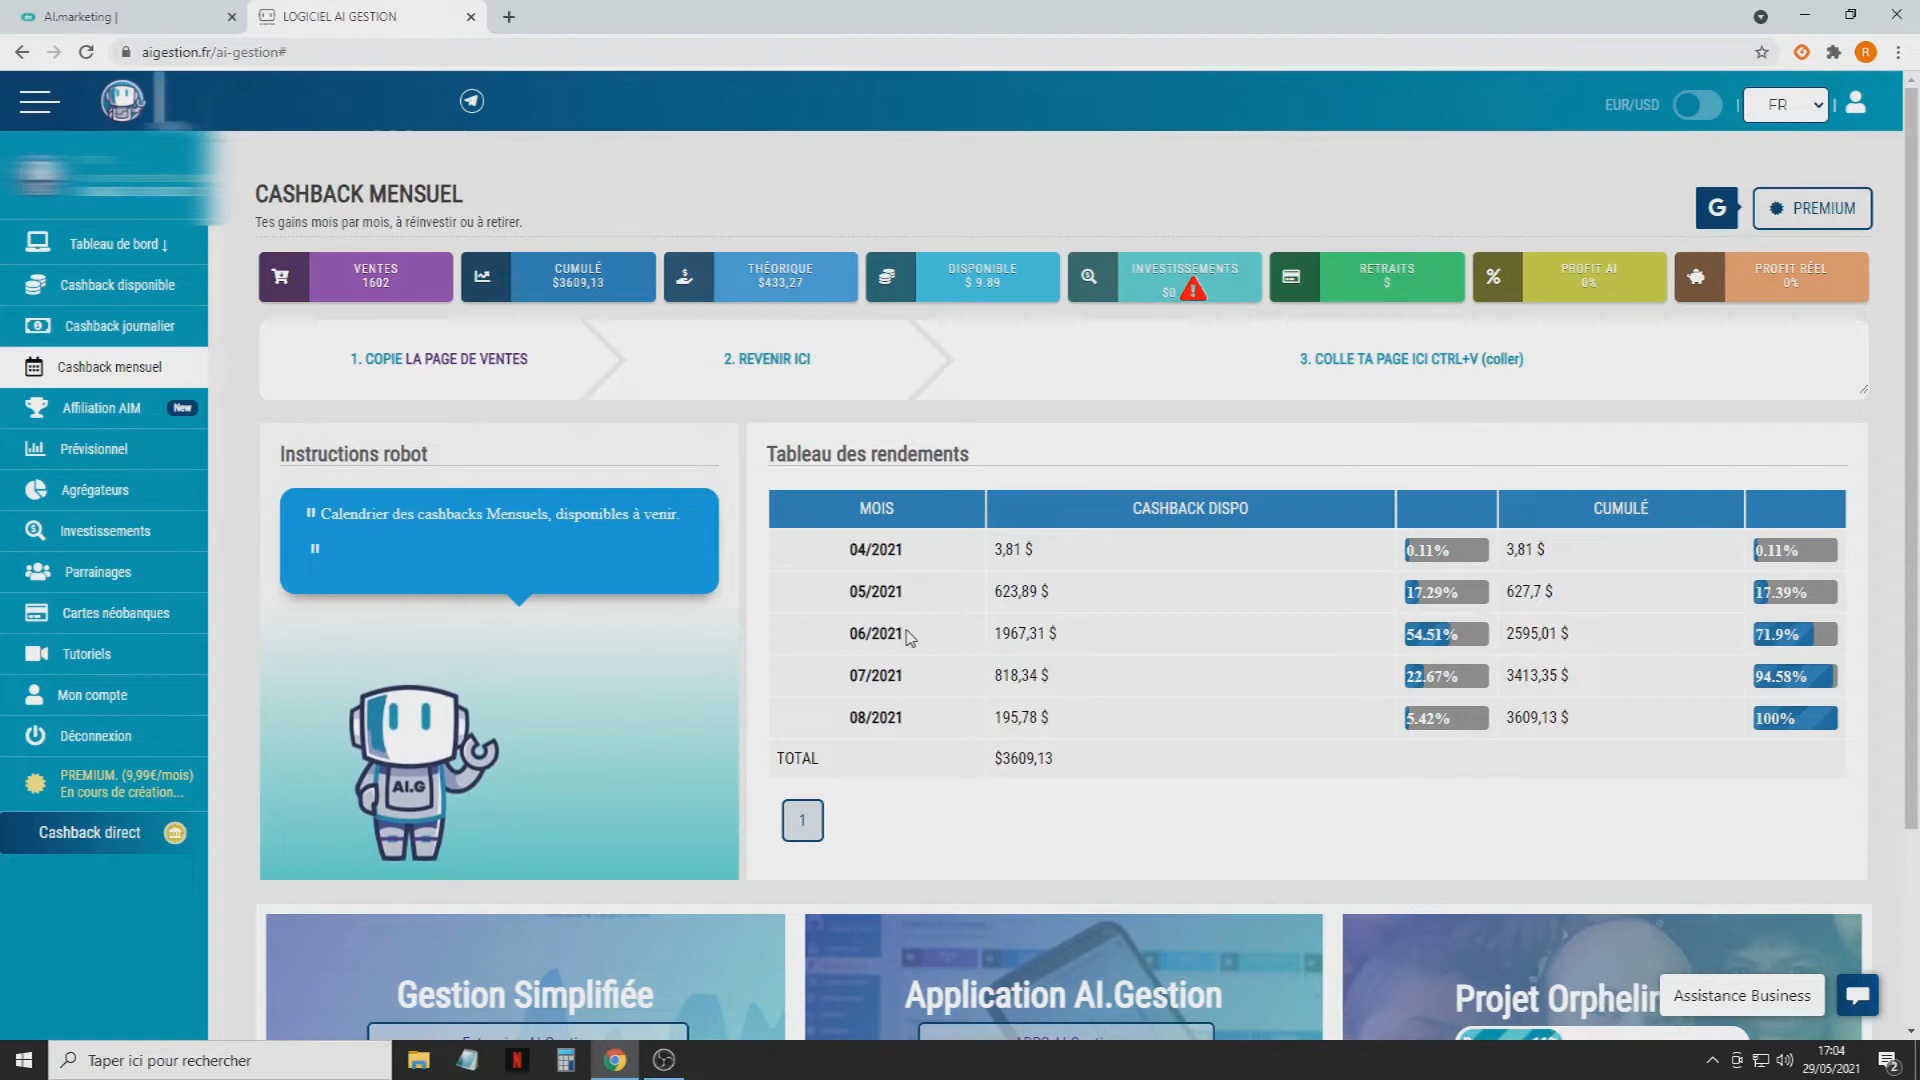 AI.marketing |
LOGICIEL AI GESTION
aigestion.fr/ai-gestion#
R
EUR/USD
FR
Tableau de bord ↓
Cashback disponible
Cashback journalier
Cashback mensuel
Affiliation AIM New
Prévisionnel
Agrégateurs
Investissements
Parrainages
Cartes néobanques
Tutoriels
Mon compte
Déconnexion
PREMIUM. (9,99€/mois)
En cours de création...
Cashback direct
CASHBACK MENSUEL
Tes gains mois par mois, à réinvestir ou à retirer.
G
PREMIUM
VENTES
1602
CUMULÉ
$3609,13
THÉORIQUE
$433,27
DISPONIBLE
$ 9.89
INVESTISSEMENTS
$0
RETRAITS
$
PROFIT AI
0%
PROFIT RÉEL
0%
1. COPIE LA PAGE DE VENTES
2. REVENIR ICI
3. COLLE TA PAGE ICI CTRL+V (coller)
Instructions robot
" Calendrier des cashbacks Mensuels, disponibles à venir.
"
AI.G
Tableau des rendements
MOIS CASHBACK DISPO CUMULÉ
04/2021 3,81 $ 0.11% 3,81 $ 0.11%
05/2021 623,89 $ 17.29% 627,7 $ 17.39%
06/2021 1967,31 $ 54.51% 2595,01 $ 71.9%
07/2021 818,34 $ 22.67% 3413,35 $ 94.58%
08/2021 195,78 $ 5.42% 3609,13 $ 100%
TOTAL $3609,13
1
Gestion Simplifiée
Application AI.Gestion
Projet Orphelin
Assistance Business
Taper ici pour rechercher
17:04
29/05/2021
2